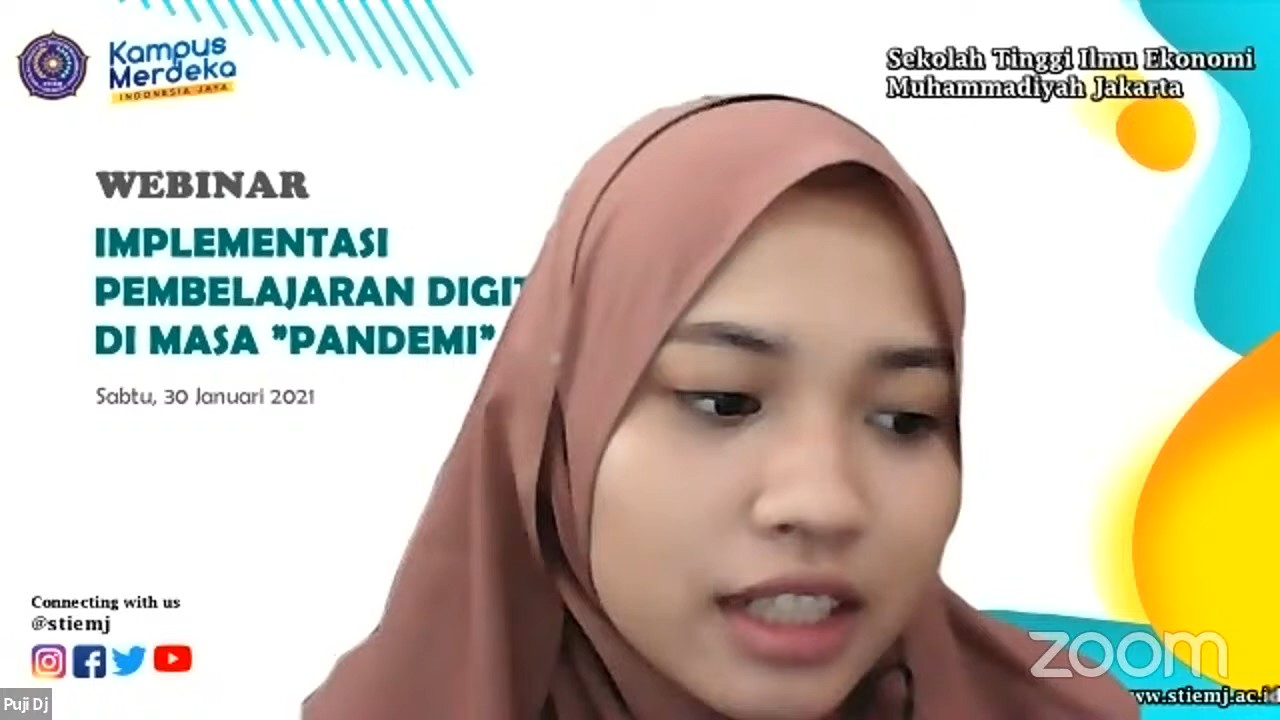 Kampus
Merdeka
INDONESIA JAYA
Sekolah Tinggi Ilmu Ekonomi
Muhammadiyah Jakarta
WEBINAR
IMPLEMENTASI
PEMBELAJARAN DIGIT
DI MASA "PANDEMI"
Sabtu, 30 Januari 2021
Connecting with us
@stiemj
zoom
www.stiemj.ac.id
Puji Dj